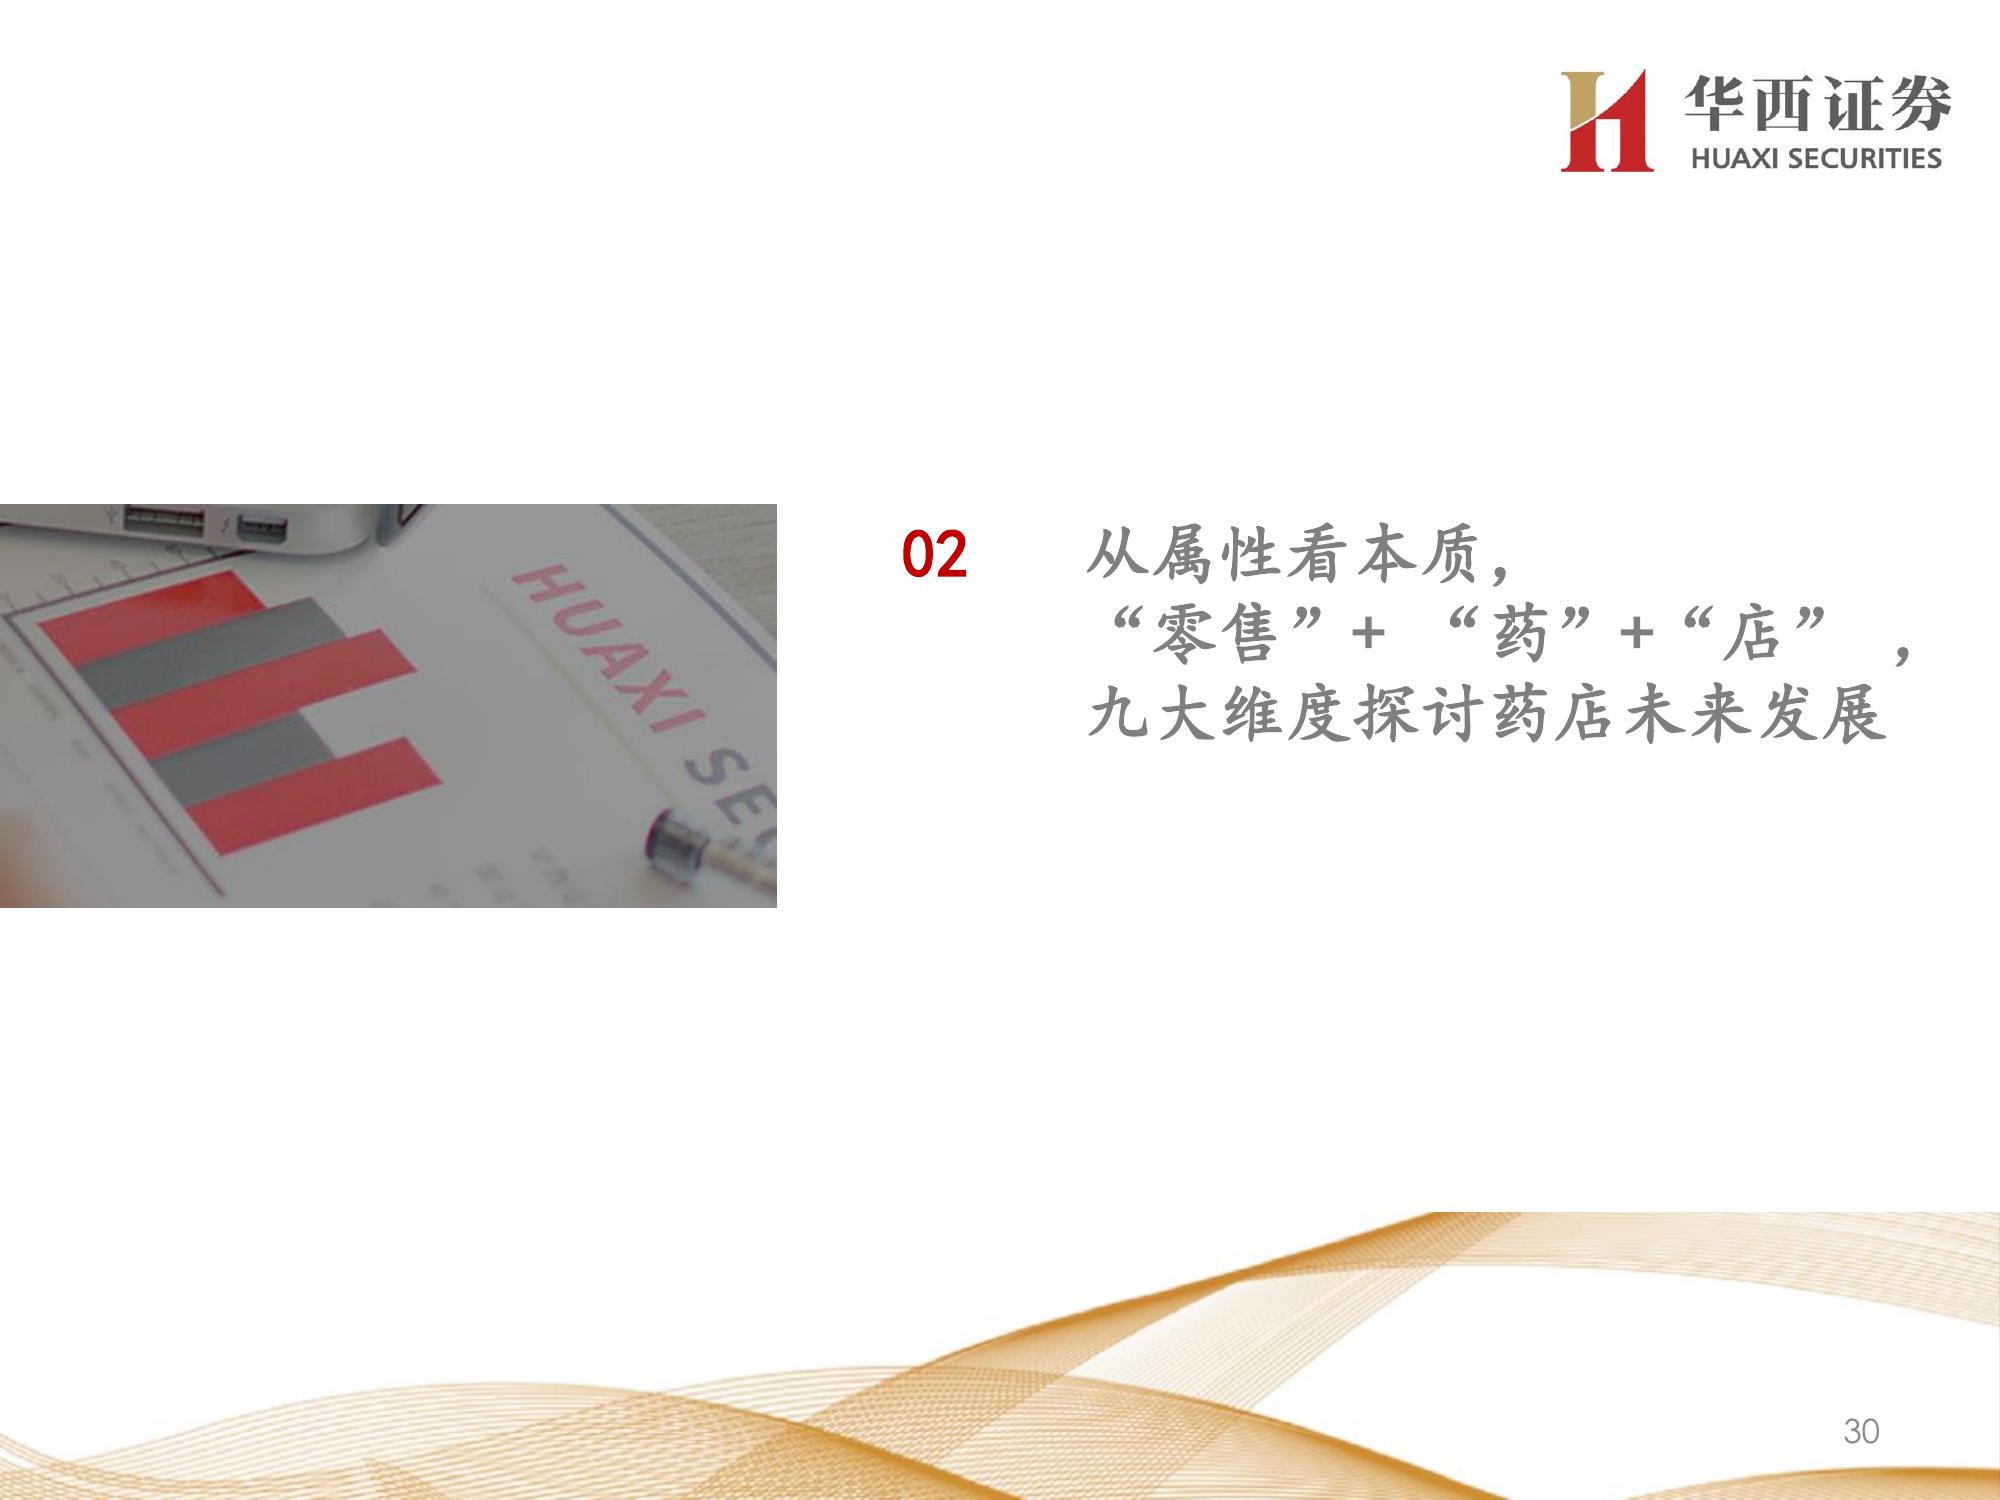 华西证券
HUAXI SECURITIES
HUAXI SEC
02 从属性看本质，
“零售”+ “药”+“店” ，
九大维度探讨药店未来发展
30